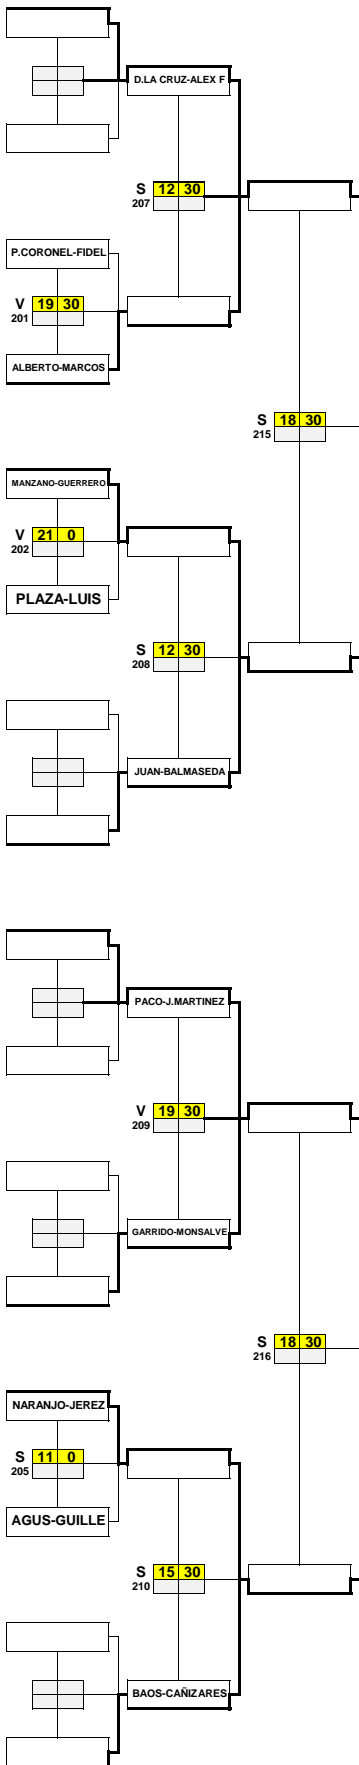 D.LA CRUZ-ALEX F
S 12 30
207
P.CORONEL-FIDEL
V 19 30
201
ALBERTO-MARCOS
S 18 30
215
MANZANO-GUERRERO
V 21 0
202
PLAZA-LUIS
S 12 30
208
JUAN-BALMASEDA
PACO-J.MARTINEZ
V 19 30
209
GARRIDO-MONSALVE
S 18 30
216
NARANJO-JEREZ
S 11 0
205
AGUS-GUILLE
S 15 30
210
BAOS-CAÑIZARES